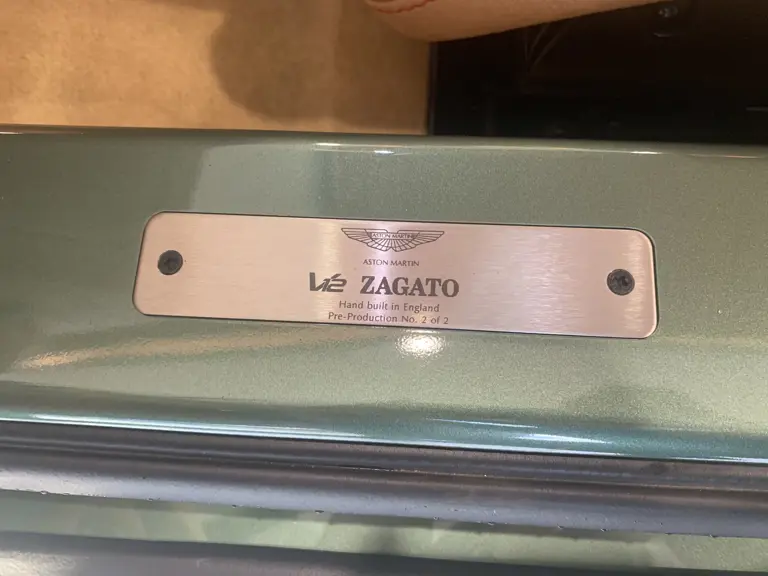 ASTON MARTIN
ASTON MARTIN
V12 ZAGATO
Hand built in England
Pre-Production No. 2 of 2